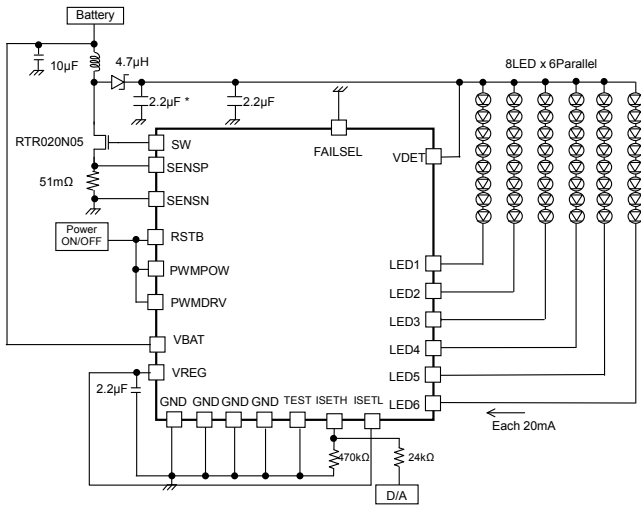 Battery
10µF
4.7µH
8LED x 6Parallel
2.2µF *
2.2µF
RTR020N05
SW
FAILSEL
VDET
SENSP
51mΩ
SENSN
Power
ON/OFF
RSTB
PWMPOW
PWMDRV
LED1
LED2
LED3
LED4
LED5
LED6
VBAT
VREG
2.2µF
GND GND GND GND TEST ISETH ISETL
Each 20mA
470kΩ
24kΩ
D/A